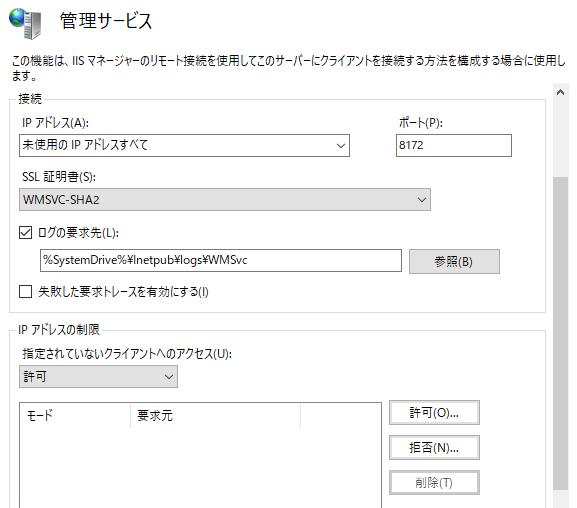 管理サービス
この機能は、IIS マネージャーのリモート接続を使用してこのサーバーにクライアントを接続する方法を構成する場合に使用し
ます。
接続
IP アドレス(A):
ポート(P):
未使用の IP アドレスすべて
8172
SSL 証明書(S):
WMSVC-SHA2
ログの要求先(L):
%SystemDrive%¥Inetpub¥logs¥WMSvc
参照(B)
失敗した要求トレースを有効にする(I)
IP アドレスの制限
指定されていないクライアントへのアクセス(U):
許可
モード
要求元
許可(O)...
拒否(N)...
削除(T)